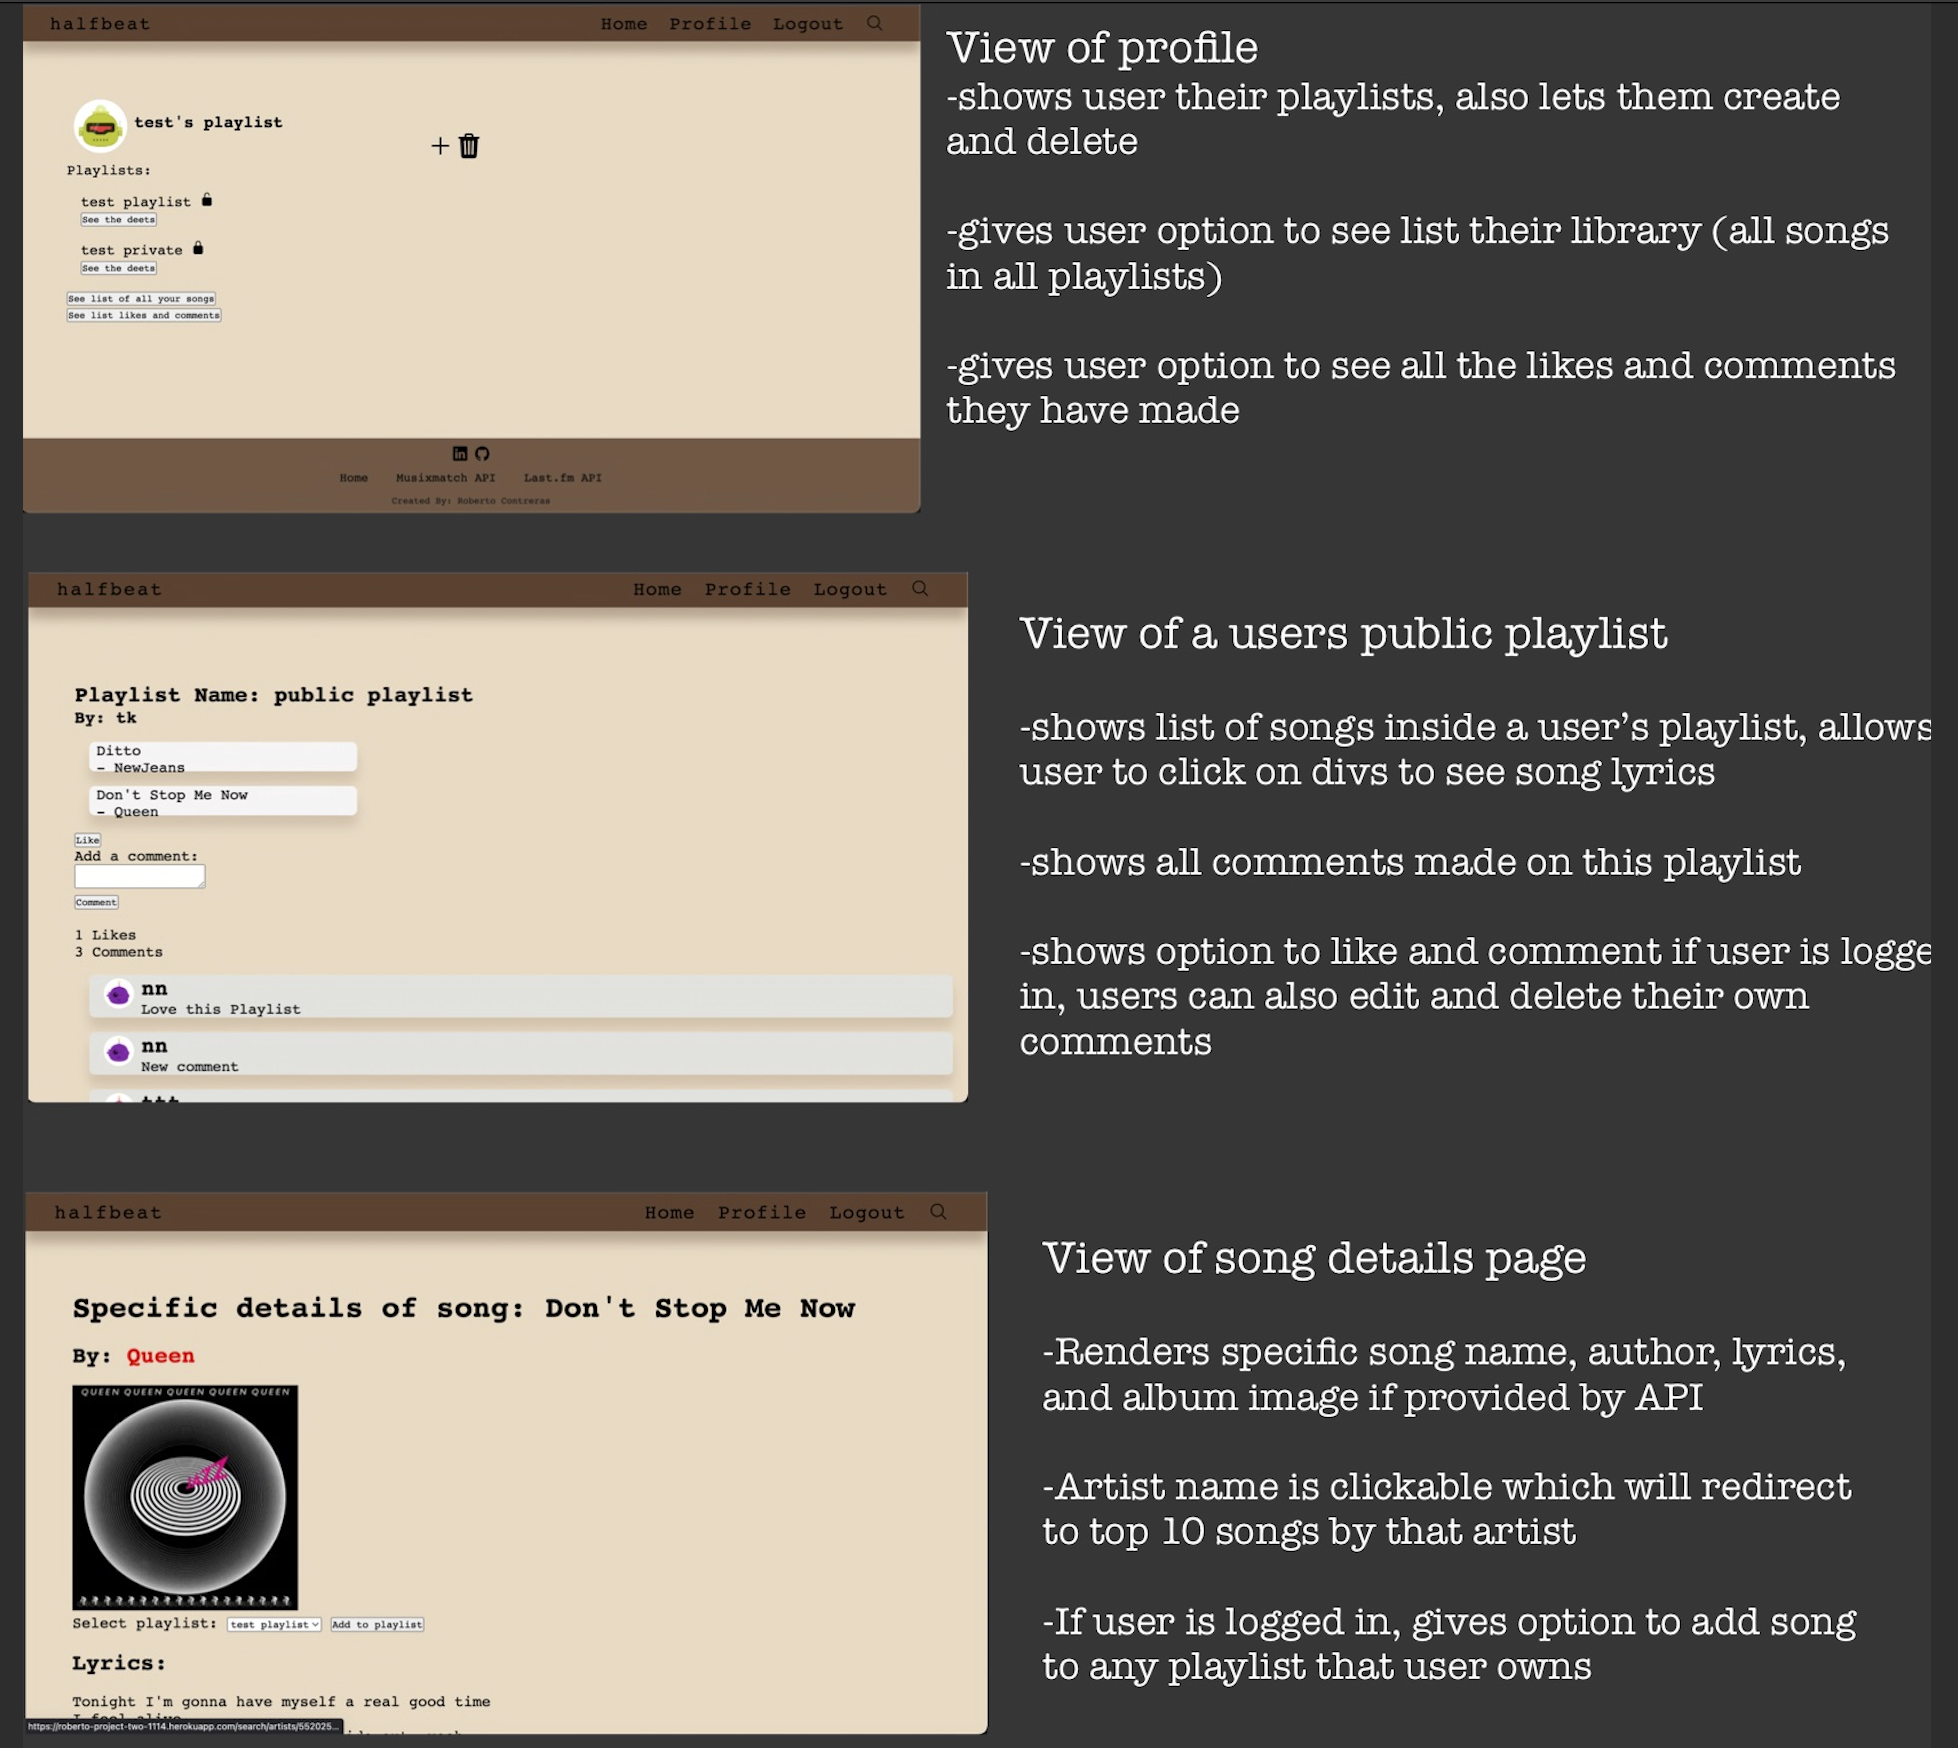 halfbeat Home Profile Logout
test's playlist
Playlists:
test playlist
See the deets
test private
See the deets
See list of all your songs
See list likes and comments
Home Musixmatch API Last.fm API
Created By: Roberto Contreras
View of profile
-shows user their playlists, also lets them create
and delete
-gives user option to see list their library (all songs
in all playlists)
-gives user option to see all the likes and comments
they have made
halfbeat Home Profile Logout
Playlist Name: public playlist
By: tk
Ditto
- NewJeans
Don't Stop Me Now
- Queen
Like
Add a comment:
Comment
1 Likes
3 Comments
nn
Love this Playlist
nn
New comment
View of a users public playlist
-shows list of songs inside a user’s playlist, allows
user to click on divs to see song lyrics
-shows all comments made on this playlist
-shows option to like and comment if user is logge
in, users can also edit and delete their own
comments
halfbeat Home Profile Logout
Specific details of song: Don't Stop Me Now
By: Queen
QUEEN QUEEN QUEEN QUEEN QUEEN
JAZZ
Select playlist: test playlist Add to playlist
Lyrics:
Tonight I'm gonna have myself a real good time
I feel alive
https://roberto-project-two-1114.herokuapp.com/search/artists/552025...
View of song details page
-Renders specific song name, author, lyrics,
and album image if provided by API
-Artist name is clickable which will redirect
to top 10 songs by that artist
-If user is logged in, gives option to add song
to any playlist that user owns